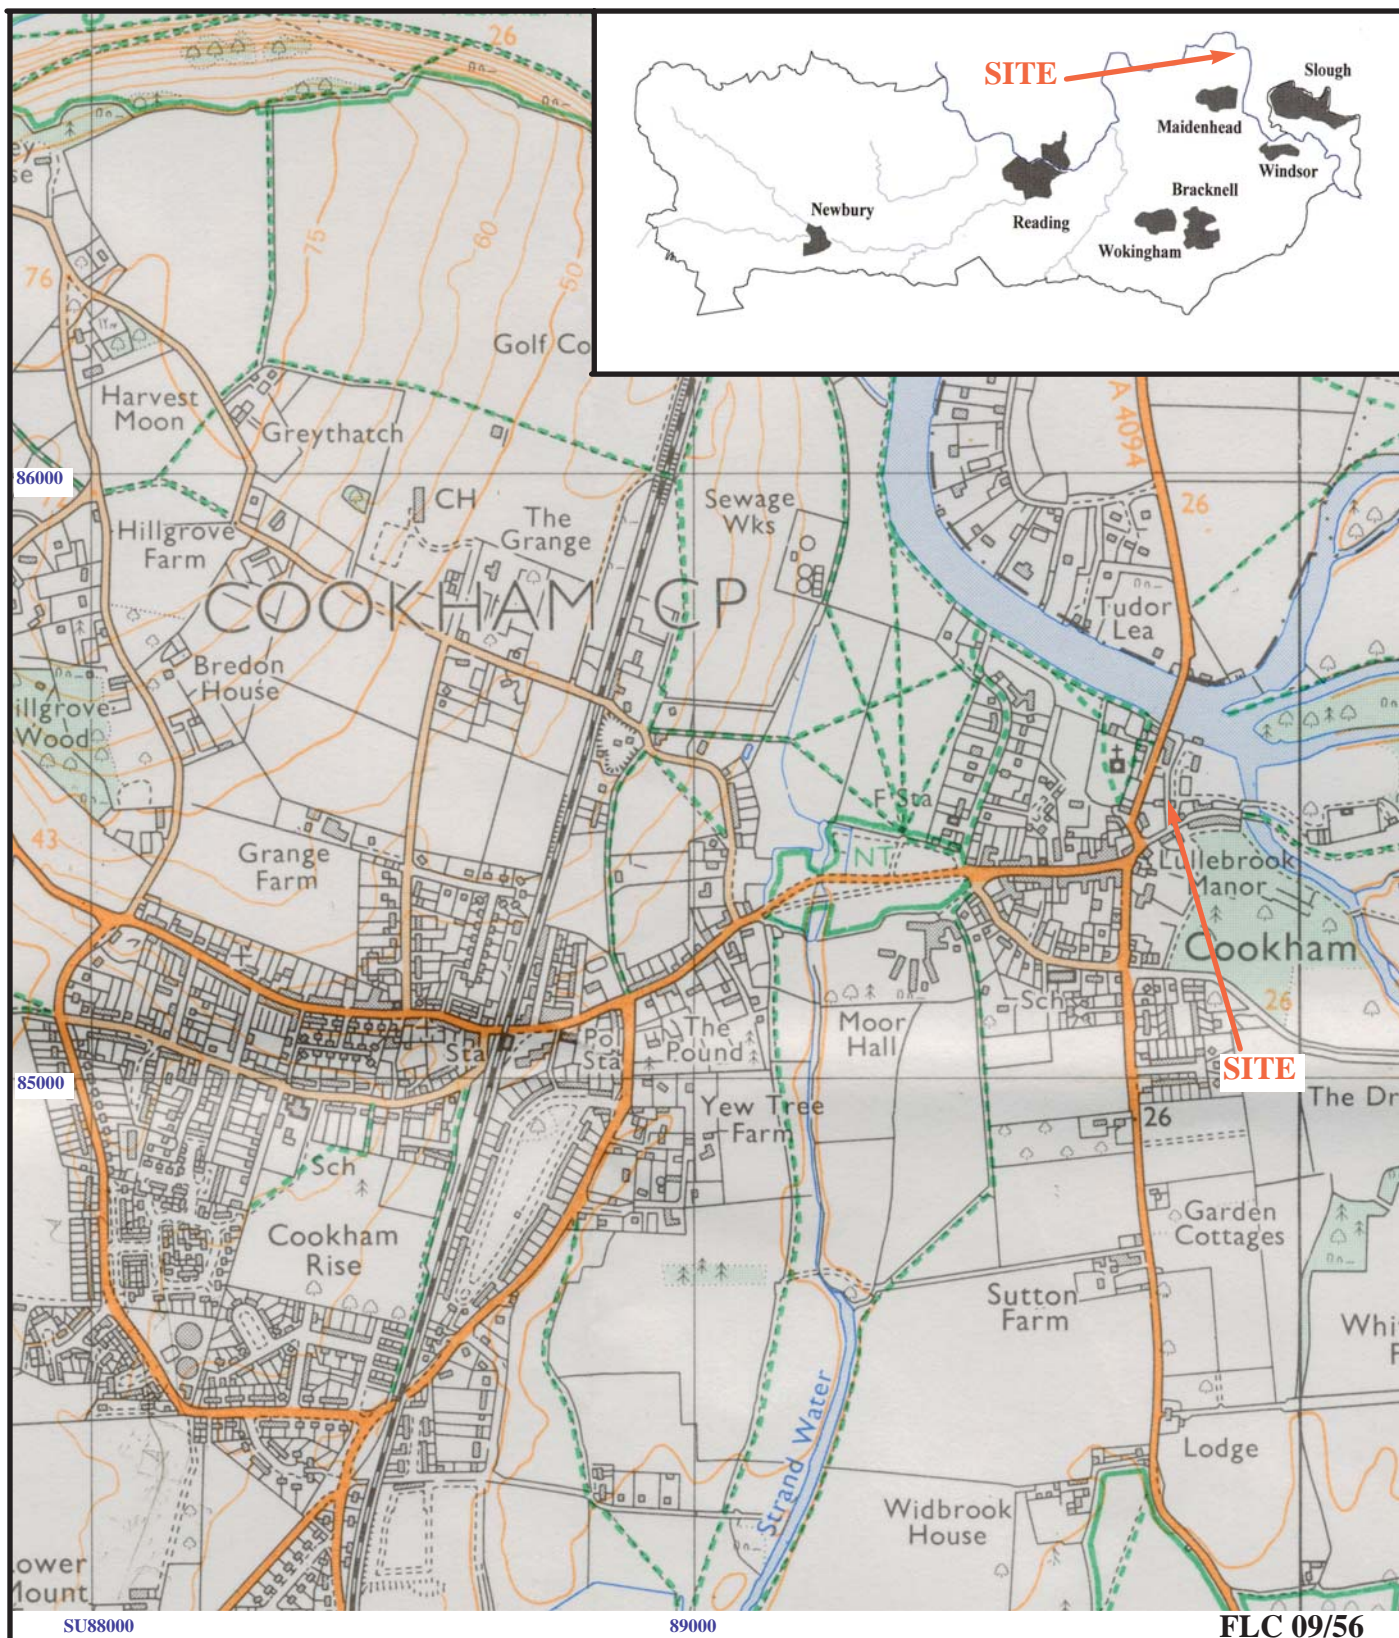 26
SITE
Slough
Maidenhead
Windsor
Bracknell
Newbury
Reading
Wokingham
75
60
50
76
Golf Co
Harvest
Moon
Greythatch
A 4094
86000
CH
The
Grange
Sewage
Wks
26
Hillgrove
Farm
COOKHAM CP
Tudor
Lea
Bredon
House
illgrove
Wood
F Sta
43
NT
Grange
Farm
Lullebrook
Manor
Cookham
26
Sch
Moor
Hall
The
Pound
Sta
Pol
Sta
SITE
85000
The Dr
Yew Tree
Farm
26
Sch
Garden
Cottages
Cookham
Rise
Sutton
Farm
Whi
F
Strand Water
Lodge
Widbrook
House
ower
Mount
SU88000
89000
FLC 09/56